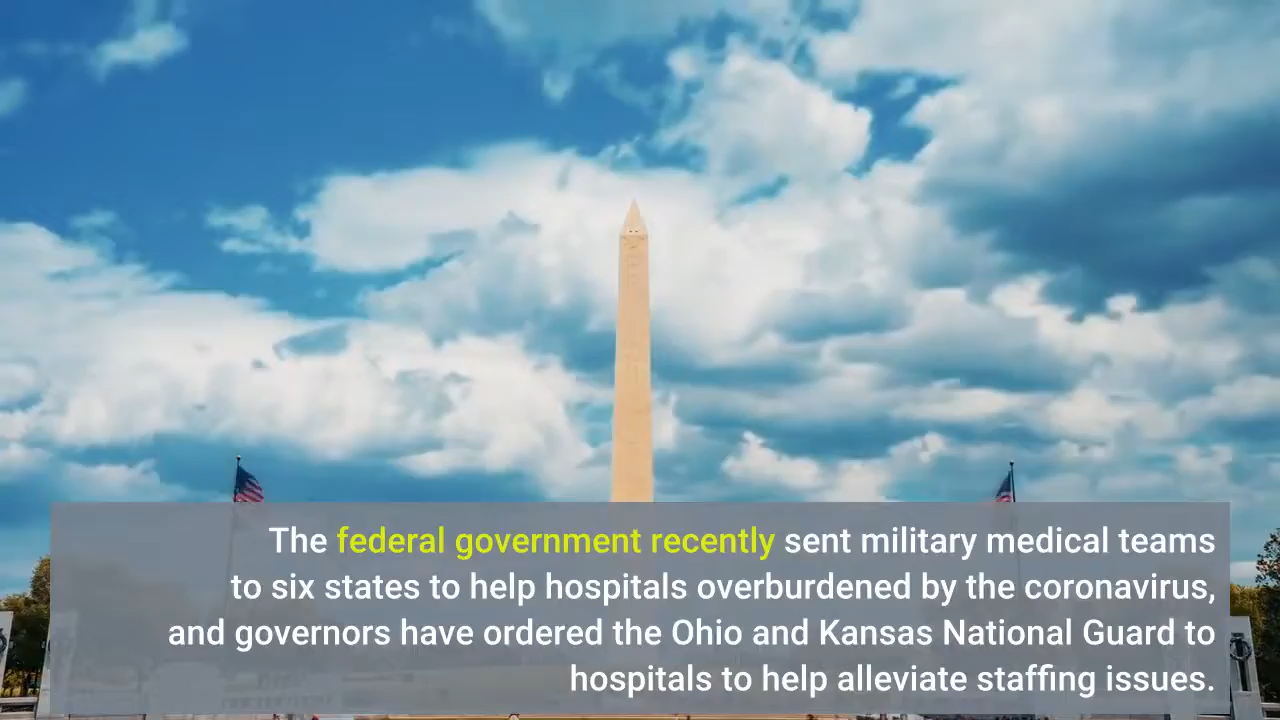 The federal government recently sent military medical teams
to six states to help hospitals overburdened by the coronavirus,
and governors have ordered the Ohio and Kansas National Guard to
hospitals to help alleviate staffing issues.